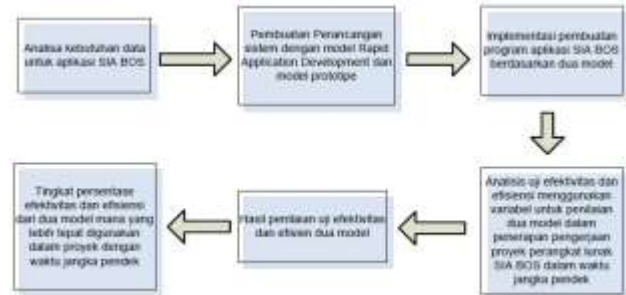 Analisa kebutuhan data
untuk aplikasi SIA BOS
Pembuatan Perancangan
sistem dengan model Rapid
Application Development dan
model prototipe
Implementasi pembuatan
program aplikasi SIA BOS
berdasarkan dua model
Analisis uji efektivitas dan
efisiensi menggunakan
variabel untuk penilaian
dua model dalam
penerapan pengerjaan
proyek perangkat lunak
SIA BOS dalam waktu
jangka pendek
Hasil penilaian uji efektivitas
dan efisien dua model
Tingkat persentase
efektivitas dan efisiensi
dari dua model mana yang
lebih tepat digunakan
dalam proyek dengan
waktu jangka pendek